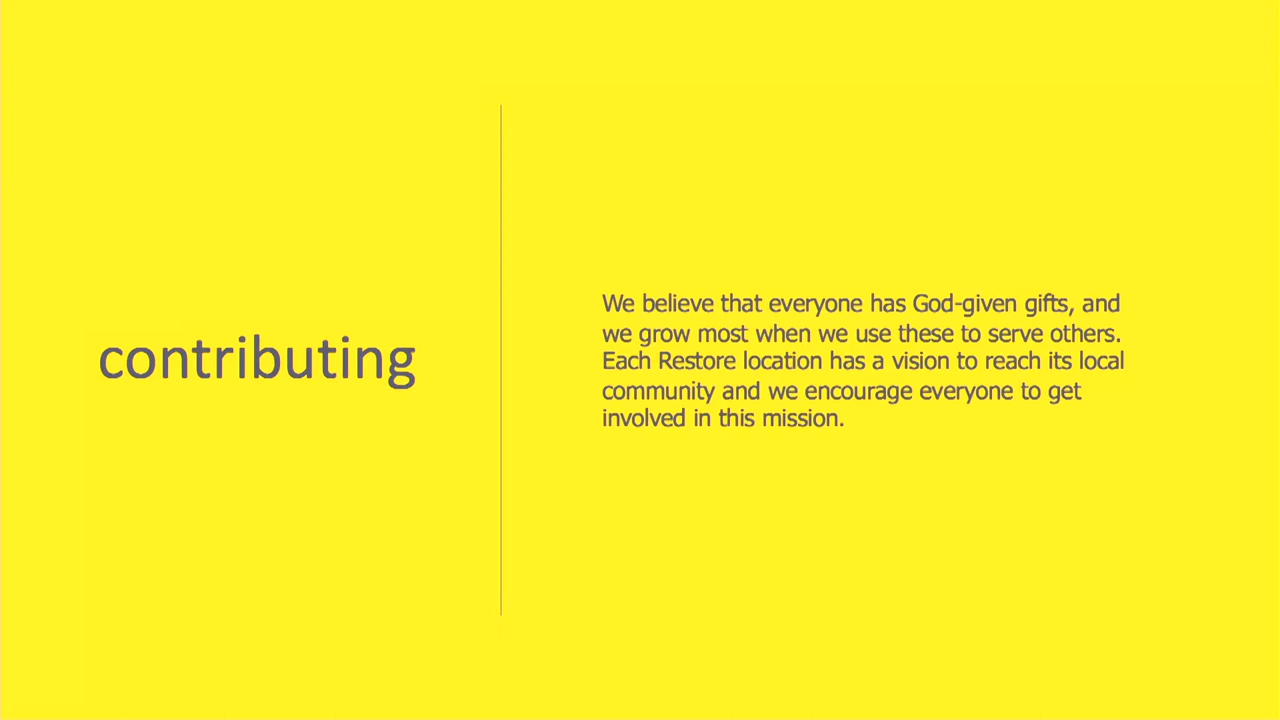 contributing
We believe that everyone has God-given gifts, and
we grow most when we use these to serve others.
Each Restore location has a vision to reach its local
community and we encourage everyone to get
involved in this mission.